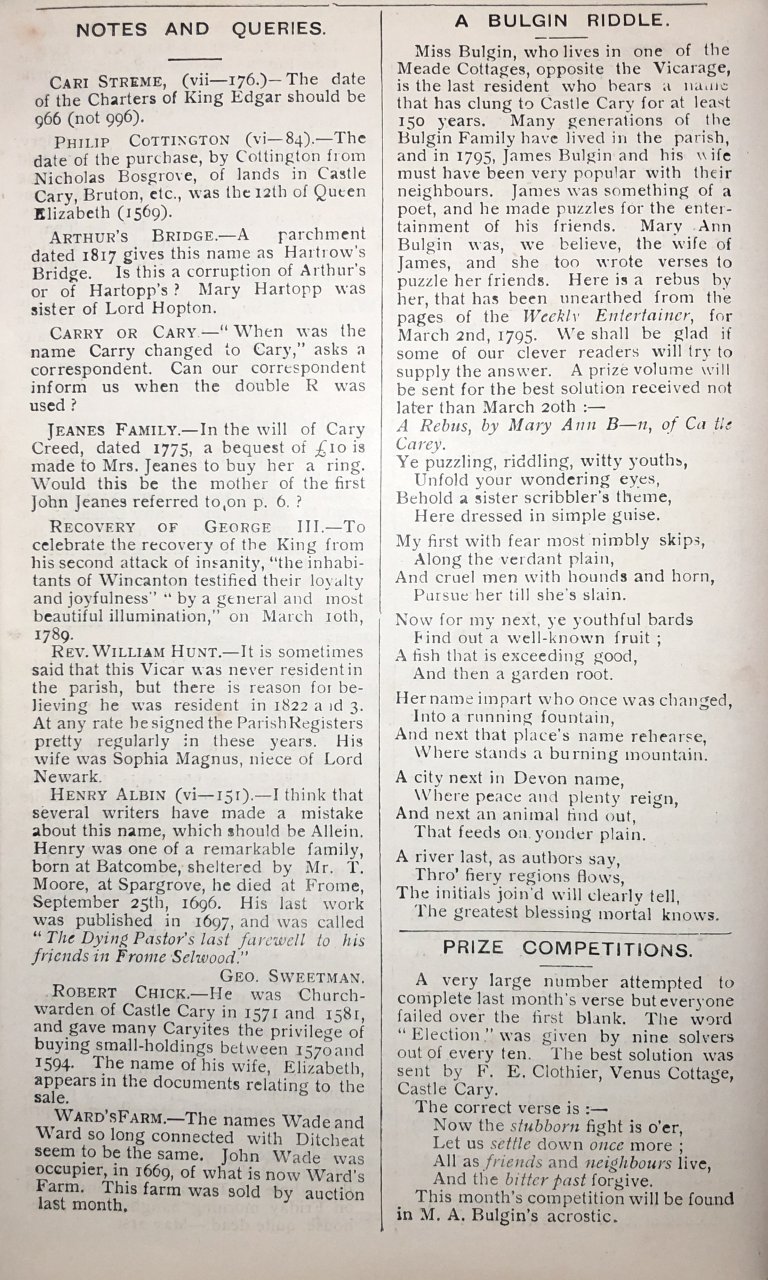 NOTES AND QUERIES.
CARI STREME, (vii—176.)—The date
of the Charters of King Edgar should be
966 (not 996).
PHILIP COTTINGTON (vi—84).—The
date of the purchase, by Cottington from
Nicholas Bosgrove, of lands in Castle
Cary, Bruton, etc., was the 12th of Queen
Elizabeth (1569).
ARTHUR'S BRIDGE.—A parchment
dated 1817 gives this name as Hartrow's
Bridge. Is this a corruption of Arthur's
or of Hartopp's? Mary Hartopp was
sister of Lord Hopton.
CARRY OR CARY.—"When was the
name Carry changed to Cary," asks a
correspondent. Can our correspondent
inform us when the double R was
used?
JEANES FAMILY.—In the will of Cary
Creed, dated 1775, a bequest of £10 is
made to Mrs. Jeanes to buy her a ring.
Would this be the mother of the first
John Jeanes referred to,on p. 6. ?
RECOVERY OF GEORGE III.—To
celebrate the recovery of the King from
his second attack of insanity, "the inhabi-
tants of Wincanton testified their loyalty
and joyfulness" "by a general and most
beautiful illumination," on March 10th,
1789.
REV. WILLIAM HUNT.—It is sometimes
said that this Vicar was never resident in
the parish, but there is reason for be-
lieving he was resident in 1822 a id 3.
At any rate he signed the Parish Registers
pretty regularly in these years. His
wife was Sophia Magnus, niece of Lord
Newark.
HENRY ALBIN (vi—151).—I think that
several writers have made a mistake
about this name, which should be Allein.
Henry was one of a remarkable family,
born at Batcombe, sheltered by Mr. T.
Moore, at Spargrove, he died at Frome,
September 25th, 1696. His last work
was published in 1697, and was called
"The Dying Pastor's last farewell to his
friends in Frome Selwood."
GEO. SWEETMAN.
ROBERT CHICK.—He was Church-
warden of Castle Cary in 1571 and 1581,
and gave many Caryites the privilege of
buying small-holdings between 1570 and
1594. The name of his wife, Elizabeth,
appears in the documents relating to the
sale.
WARD'S FARM.—The names Wade and
Ward so long connected with Ditcheat
seem to be the same. John Wade was
occupier, in 1669, of what is now Ward's
Farm. This farm was sold by auction
last month.
A BULGIN RIDDLE.
Miss Bulgin, who lives in one of the
Meade Cottages, opposite the Vicarage,
is the last resident who bears a name
that has clung to Castle Cary for at least
150 years. Many generations of the
Bulgin Family have lived in the parish,
and in 1795, James Bulgin and his wife
must have been very popular with their
neighbours. James was something of a
poet, and he made puzzles for the enter-
tainment of his friends. Mary Ann
Bulgin was, we believe, the wife of
James, and she too wrote verses to
puzzle her friends. Here is a rebus by
her, that has been unearthed from the
pages of the Weekly Entertainer, for
March 2nd, 1795. We shall be glad if
some of our clever readers will try to
supply the answer. A prize volume will
be sent for the best solution received not
later than March 20th :—
A Rebus, by Mary Ann B—n, of Ca tle
Carey.
Ye puzzling, riddling, witty youths,
Unfold your wondering eyes,
Behold a sister scribbler's theme,
Here dressed in simple guise.
My first with fear most nimbly skips,
Along the verdant plain,
And cruel men with hounds and horn,
Pursue her till she's slain.
Now for my next, ye youthful bards
Find out a well-known fruit ;
A fish that is exceeding good,
And then a garden root.
Her name impart who once was changed,
Into a running fountain,
And next that place's name rehearse,
Where stands a burning mountain.
A city next in Devon name,
Where peace and plenty reign,
And next an animal find out,
That feeds on yonder plain.
A river last, as authors say,
Thro' fiery regions flows,
The initials join'd will clearly tell,
The greatest blessing mortal knows.
PRIZE COMPETITIONS.
A very large number attempted to
complete last month's verse but everyone
failed over the first blank. The word
"Election" was given by nine solvers
out of every ten. The best solution was
sent by F. E. Clothier, Venus Cottage,
Castle Cary.
The correct verse is :—
Now the stubborn fight is o'er,
Let us settle down once more ;
All as friends and neighbours live,
And the bitter past forgive.
This month's competition will be found
in M. A. Bulgin's acrostic.